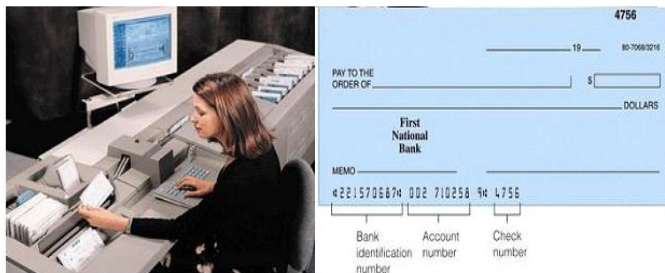 4756
19
80-7068/3216
PAY TO THE
ORDER OF
$
DOLLARS
First
National
Bank
MEMO
⑆221570687⑆ 002 710258 9⑈ 4756
Bank
identification
number
Account
number
Check
number